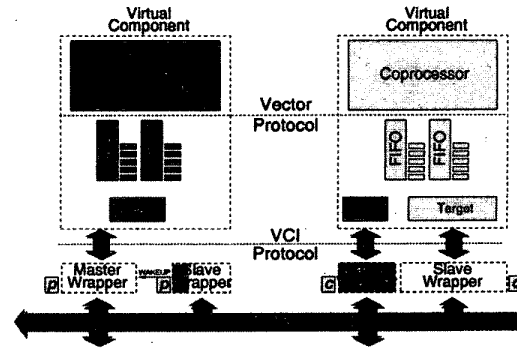 Virtual
Component
Virtual
Component
Coprocessor
Vector
Protocol
FIFO
FIFO
Target
VCI
Protocol
p
Master
Wrapper
WAKEUP
p
Slave
Wrapper
c
Slave
Wrapper